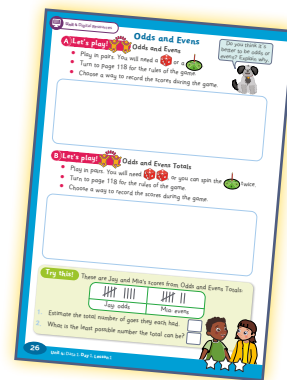 Odds and Evens
Do you think it's
better to be odds or
evens? Explain why.
A Let's play! Odds and Evens
Play in pairs. You will need a or a
Turn to page 118 for the rules of the game.
Choose a way to record the scores during the game.
B Let's play! Odds and Evens Totals
Play in pairs. You will need or you can spin the twice.
Turn to page 118 for the rules of the game.
Choose a way to record the scores during the game.
Try this! These are Jay and Mia's scores from Odds and Evens Totals:
Jay odds Mia evens
1. Estimate the total number of goes they each had.
2. What is the least possible number the total can be?
26